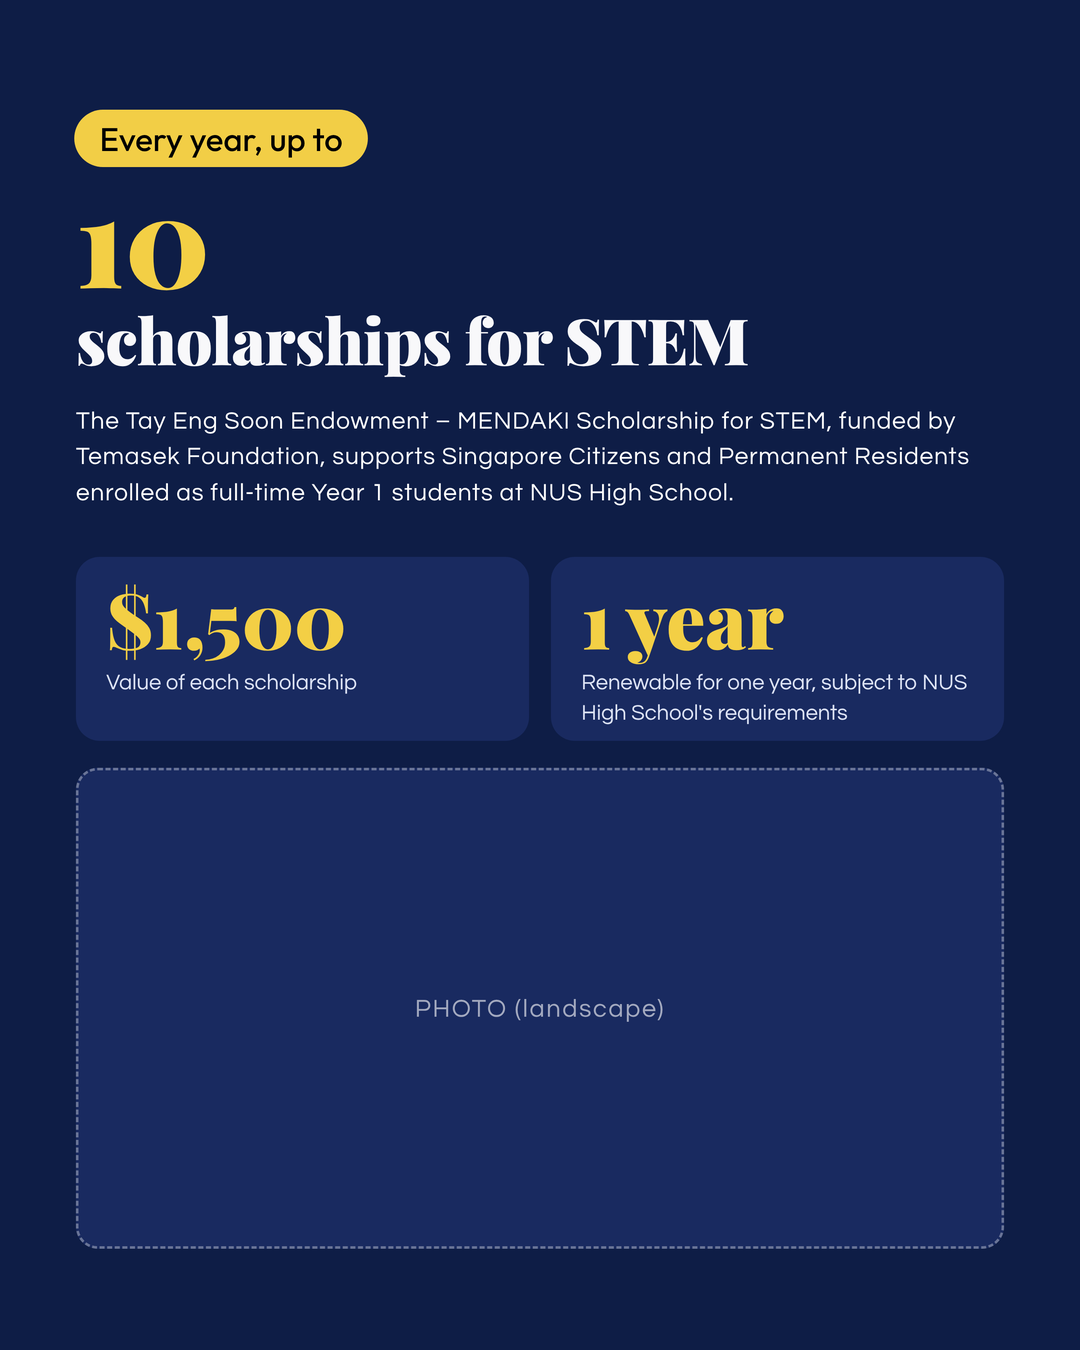 Every year, up to
10
scholarships for STEM
The Tay Eng Soon Endowment – MENDAKI Scholarship for STEM, funded by
Temasek Foundation, supports Singapore Citizens and Permanent Residents
enrolled as full-time Year 1 students at NUS High School.
$1,500
Value of each scholarship
1 year
Renewable for one year, subject to NUS
High School's requirements
PHOTO (landscape)